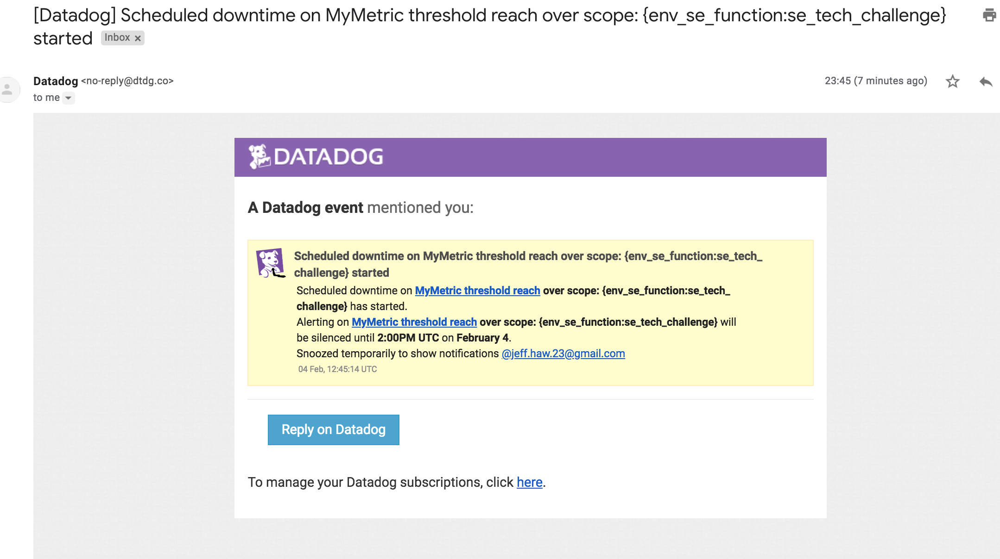 [Datadog] Scheduled downtime on MyMetric threshold reach over scope: {env_se_function:se_tech_challenge}
started Inbox x
Datadog <no-reply@dtdg.co>
23:45 (7 minutes ago)
to me
DATADOG
A Datadog event mentioned you:
Scheduled downtime on MyMetric threshold reach over scope: {env_se_function:se_tech_
challenge} started
Scheduled downtime on MyMetric threshold reach over scope: {env_se_function:se_tech_
challenge} has started.
Alerting on MyMetric threshold reach over scope: {env_se_function:se_tech_challenge} will
be silenced until 2:00PM UTC on February 4.
Snoozed temporarily to show notifications @jeff.haw.23@gmail.com
04 Feb, 12:45:14 UTC
Reply on Datadog
To manage your Datadog subscriptions, click here.